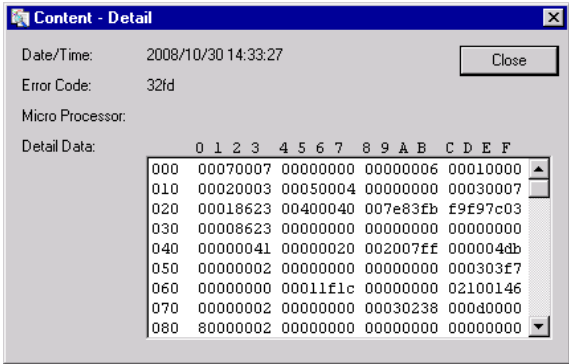 Content - Detail
Date/Time: 2008/10/30 14:33:27
Close
Error Code: 32fd
Micro Processor:
Detail Data: 0 1 2 3 4 5 6 7 8 9 A B C D E F
000 00070007 00000000 00000006 00010000
010 00020003 00050004 00000000 00030007
020 00018623 00400040 007e83fb f9f97c03
030 00008623 00000000 00000000 00000000
040 00000041 00000020 002007ff 000004db
050 00000002 00000000 00000000 000303f7
060 00000000 00011f1c 00000000 02100146
070 00000002 00000000 00030238 000d0000
080 80000002 00000000 00000000 00000000